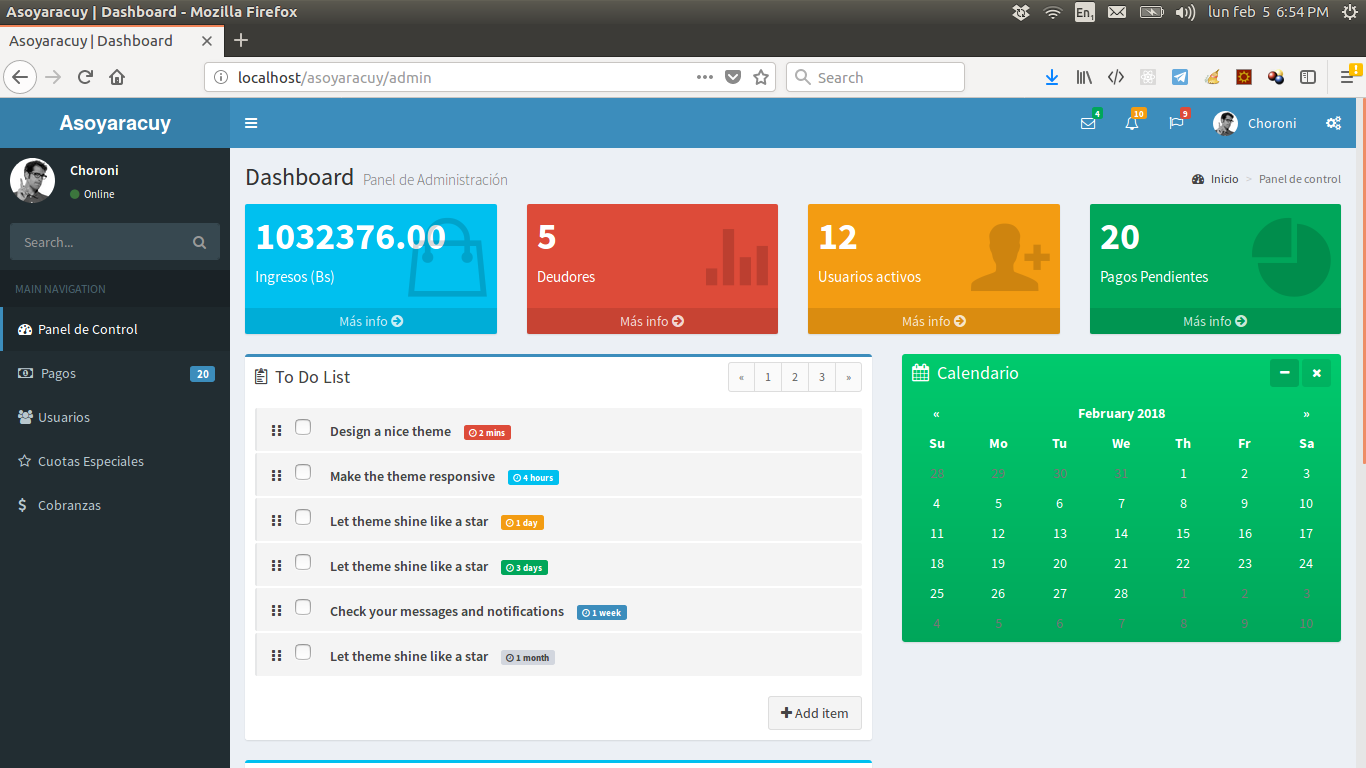 Asoyaracuy | Dashboard - Mozilla Firefox
En1
lun feb 5 6:54 PM
Asoyaracuy | Dashboard
localhost/asoyaracuy/admin
Search
Asoyaracuy
4
10
9
Choroni
Choroni
Online
Search...
MAIN NAVIGATION
Panel de Control
Pagos 20
Usuarios
Cuotas Especiales
$ Cobranzas
Dashboard Panel de Administración
Inicio > Panel de control
1032376.00
Ingresos (Bs)
Más info
5
Deudores
Más info
12
Usuarios activos
Más info
20
Pagos Pendientes
Más info
To Do List
« 1 2 3 »
Design a nice theme 2 mins
Make the theme responsive 4 hours
Let theme shine like a star 1 day
Let theme shine like a star 3 days
Check your messages and notifications 1 week
Let theme shine like a star 1 month
Add item
Calendario
« February 2018 »
Su Mo Tu We Th Fr Sa
28 29 30 31 1 2 3
4 5 6 7 8 9 10
11 12 13 14 15 16 17
18 19 20 21 22 23 24
25 26 27 28 1 2 3
4 5 6 7 8 9 10